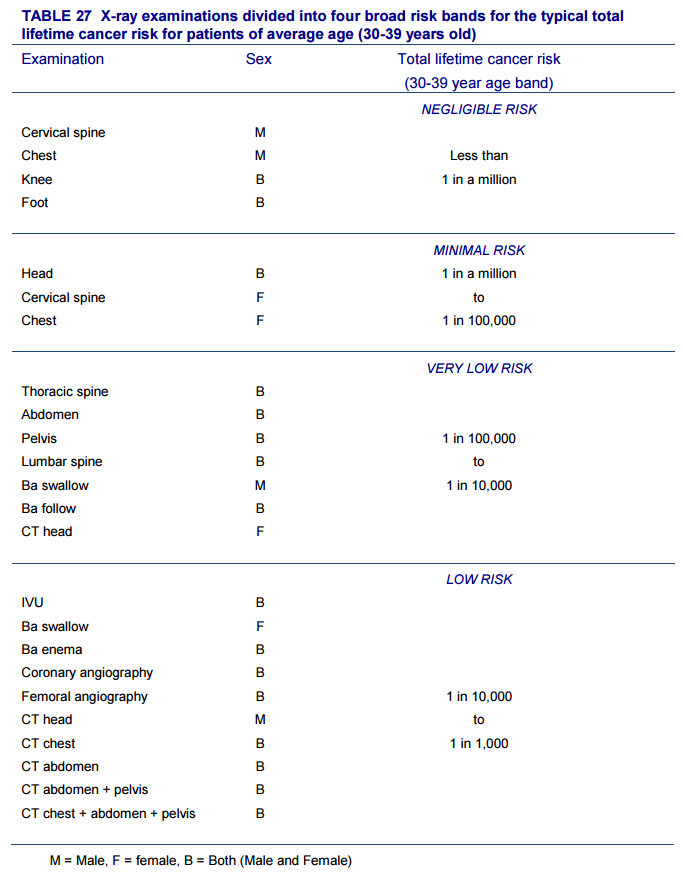 TABLE 27 X-ray examinations divided into four broad risk bands for the typical total
lifetime cancer risk for patients of average age (30-39 years old)
Examination Sex Total lifetime cancer risk
(30-39 year age band)
NEGLIGIBLE RISK
Cervical spine M
Chest M Less than
Knee B 1 in a million
Foot B
MINIMAL RISK
Head B 1 in a million
Cervical spine F to
Chest F 1 in 100,000
VERY LOW RISK
Thoracic spine B
Abdomen B
Pelvis B 1 in 100,000
Lumbar spine B to
Ba swallow M 1 in 10,000
Ba follow B
CT head F
LOW RISK
IVU B
Ba swallow F
Ba enema B
Coronary angiography B
Femoral angiography B 1 in 10,000
CT head M to
CT chest B 1 in 1,000
CT abdomen B
CT abdomen + pelvis B
CT chest + abdomen + pelvis B
M = Male, F = female, B = Both (Male and Female)